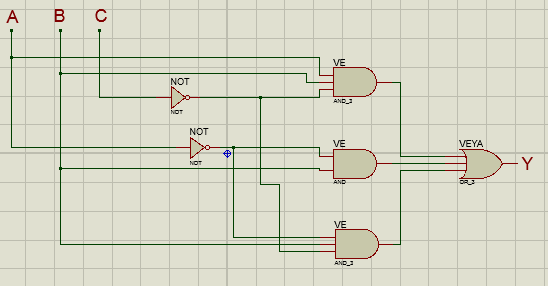 A B C
VE
NOT
AND_3
NOT
NOT
VE
VEYA
NOT
Y
AND
OR_3
VE
AND_3